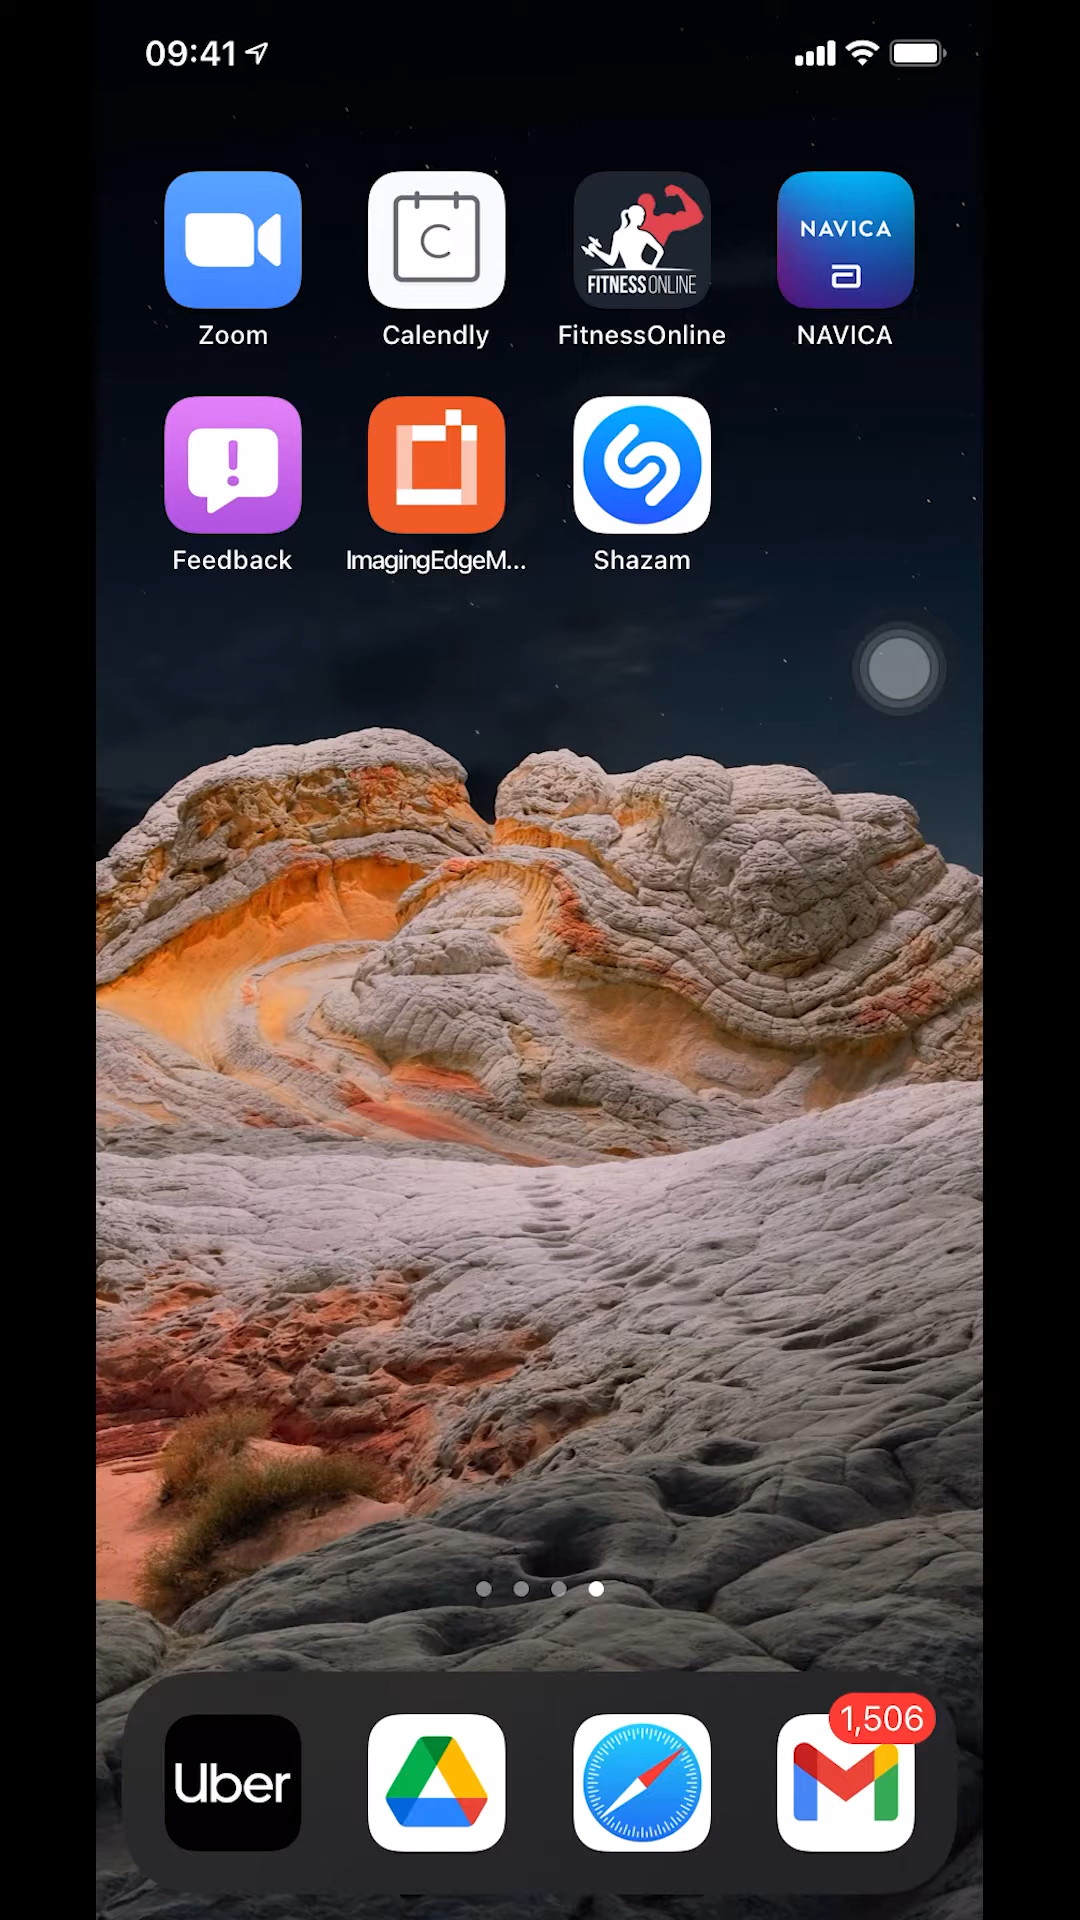 09:41
NAVICA
FITNESS ONLINE
Zoom
Calendly
FitnessOnline
NAVICA
Feedback
ImagingEdgeM...
Shazam
1,506
Uber